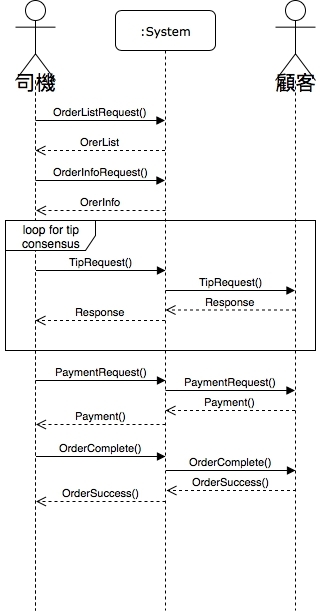 :System
司機
顧客
OrderListRequest()
OrerList
OrderInfoRequest()
OrerInfo
loop for tip
consensus
TipRequest()
TipRequest()
Response
Response
PaymentRequest()
PaymentRequest()
Payment()
Payment()
OrderComplete()
OrderComplete()
OrderSuccess()
OrderSuccess()